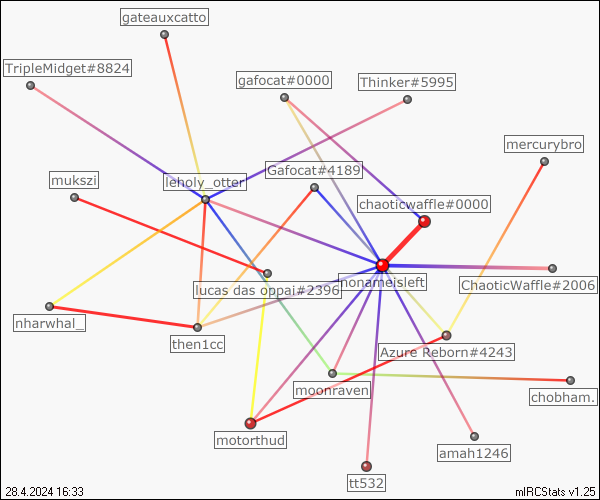 gateauxcatto
TripleMidget#8824
gafocat#0000
Thinker#5995
mercurybro
Gafocat#4189
mukszi
leholy_otter
chaoticwaffle#0000
nonameisleft
ChaoticWaffle#2006
lucas das oppai#2396
nharwhal_
then1cc
Azure Reborn#4243
moonraven
chobham.
motorthud
amah1246
tt532
28.4.2024 16:33
mIRCStats v1.25